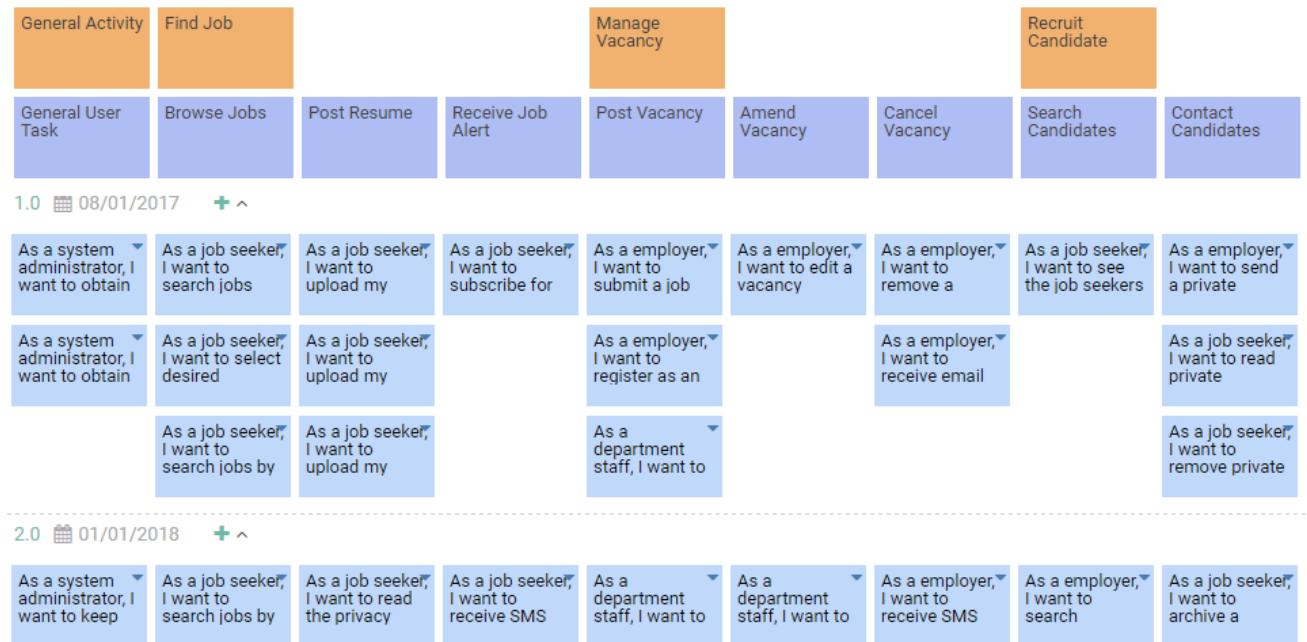 General Activity
Find Job
Manage
Vacancy
Recruit
Candidate
General User
Task
Browse Jobs
Post Resume
Receive Job
Alert
Post Vacancy
Amend
Vacancy
Cancel
Vacancy
Search
Candidates
Contact
Candidates
1.0 08/01/2017
As a system
administrator, I
want to obtain
As a job seeker,
I want to
search jobs
As a job seeker,
I want to
upload my
As a job seeker,
I want to
subscribe for
As a employer,
I want to
submit a job
As a employer,
I want to edit a
vacancy
As a employer,
I want to
remove a
As a job seeker,
I want to see
the job seekers
As a employer,
I want to send
a private
As a system
administrator, I
want to obtain
As a job seeker,
I want to select
desired
As a job seeker,
I want to
upload my
As a employer,
I want to
register as an
As a employer,
I want to
receive email
As a job seeker,
I want to read
private
As a job seeker,
I want to
search jobs by
As a job seeker,
I want to
upload my
As a
department
staff, I want to
As a job seeker,
I want to
remove private
2.0 01/01/2018
As a system
administrator, I
want to keep
As a job seeker,
I want to
search jobs by
As a job seeker,
I want to read
the privacy
As a job seeker,
I want to
receive SMS
As a
department
staff, I want to
As a
department
staff, I want to
As a employer,
I want to
receive SMS
As a employer,
I want to
search
As a job seeker,
I want to
archive a